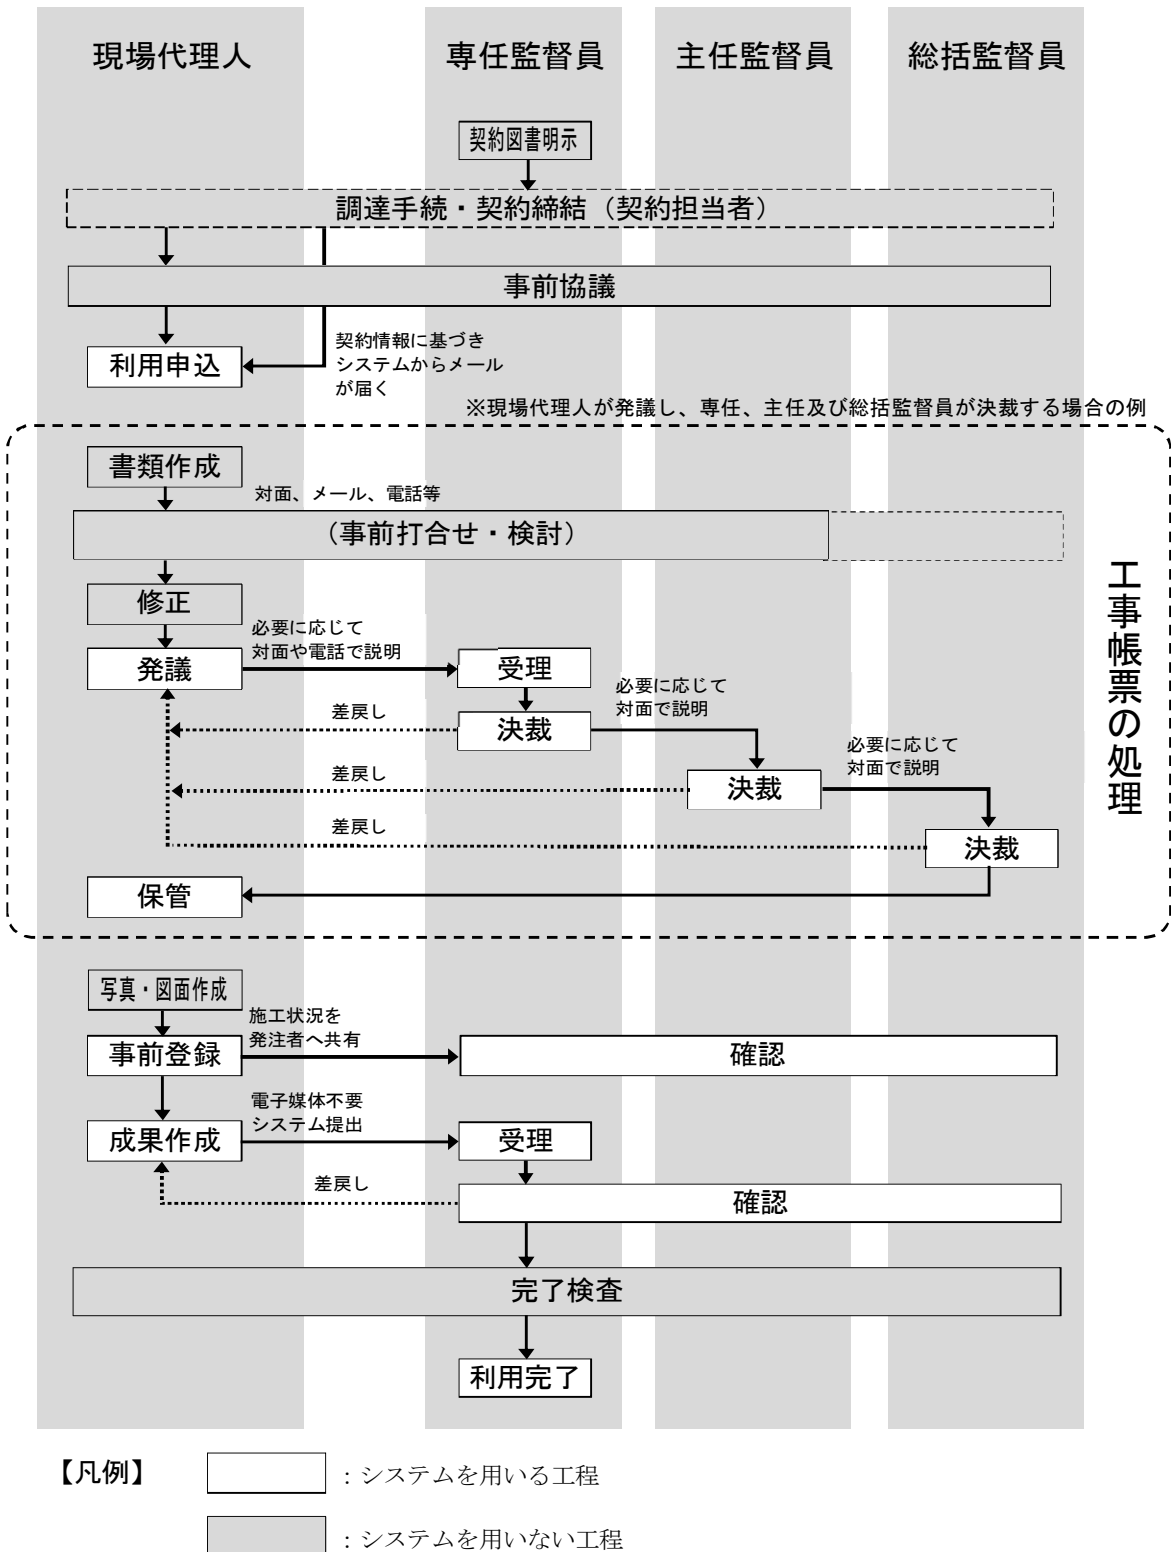 現場代理人
専任監督員
主任監督員
総括監督員
契約図書明示
調達手続・契約締結（契約担当者）
事前協議
利用申込
契約情報に基づき
システムからメール
が届く
※現場代理人が発議し、専任、主任及び総括監督員が決裁する場合の例
工事帳票の処理
書類作成
対面、メール、電話等
（事前打合せ・検討）
修正
必要に応じて
対面や電話で説明
発議
受理
必要に応じて
対面で説明
差戻し
決裁
必要に応じて
対面で説明
差戻し
決裁
差戻し
決裁
保管
写真・図面作成
施工状況を
発注者へ共有
事前登録
確認
電子媒体不要
システム提出
成果作成
受理
差戻し
確認
完了検査
利用完了
【凡例】
：システムを用いる工程
：システムを用いない工程